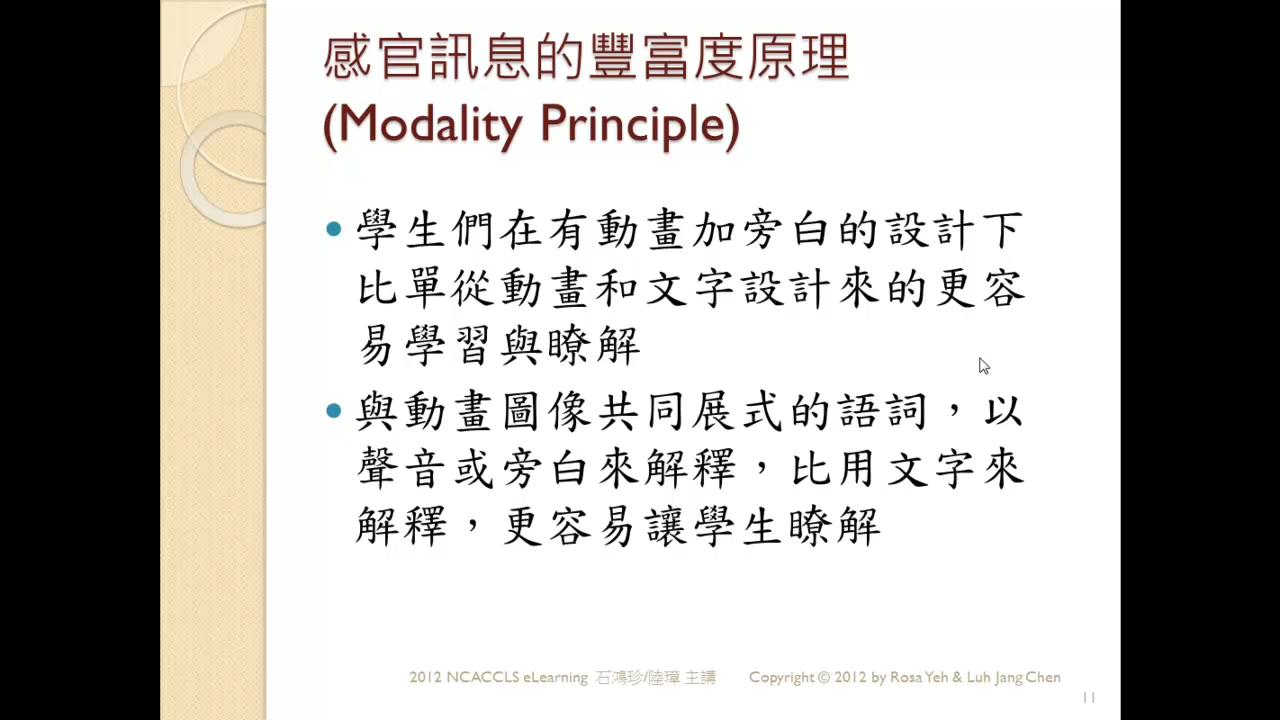 感官訊息的豐富度原理
(Modality Principle)
• 學生們在有動畫加旁白的設計下
比單從動畫和文字設計來的更容
易學習與瞭解
• 與動畫圖像共同展式的語詞，以
聲音或旁白來解釋，比用文字來
解釋，更容易讓學生瞭解
2012 NCACCLS eLearning 石鴻珍/陸璋 主講 Copyright © 2012 by Rosa Yeh & Luh Jang Chen
11